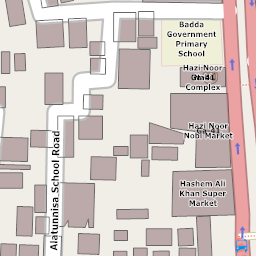 Badda
Government
Primary
School
Hazi Noor
Complex
Hazi Noor
Nobi Market
Hashem Ali
Khan Super
Market
Alatunnisa School Road